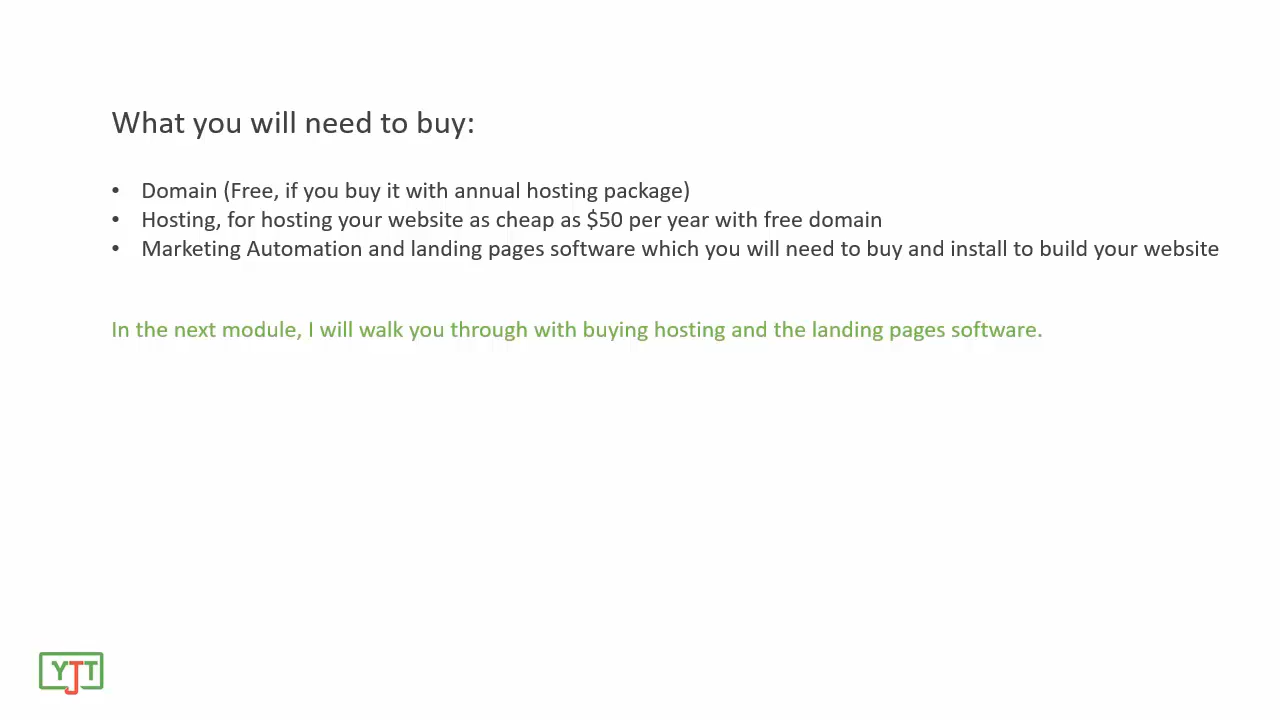 What you will need to buy:
• Domain (Free, if you buy it with annual hosting package)
• Hosting, for hosting your website as cheap as $50 per year with free domain
• Marketing Automation and landing pages software which you will need to buy and install to build your website
In the next module, I will walk you through with buying hosting and the landing pages software.
YJT